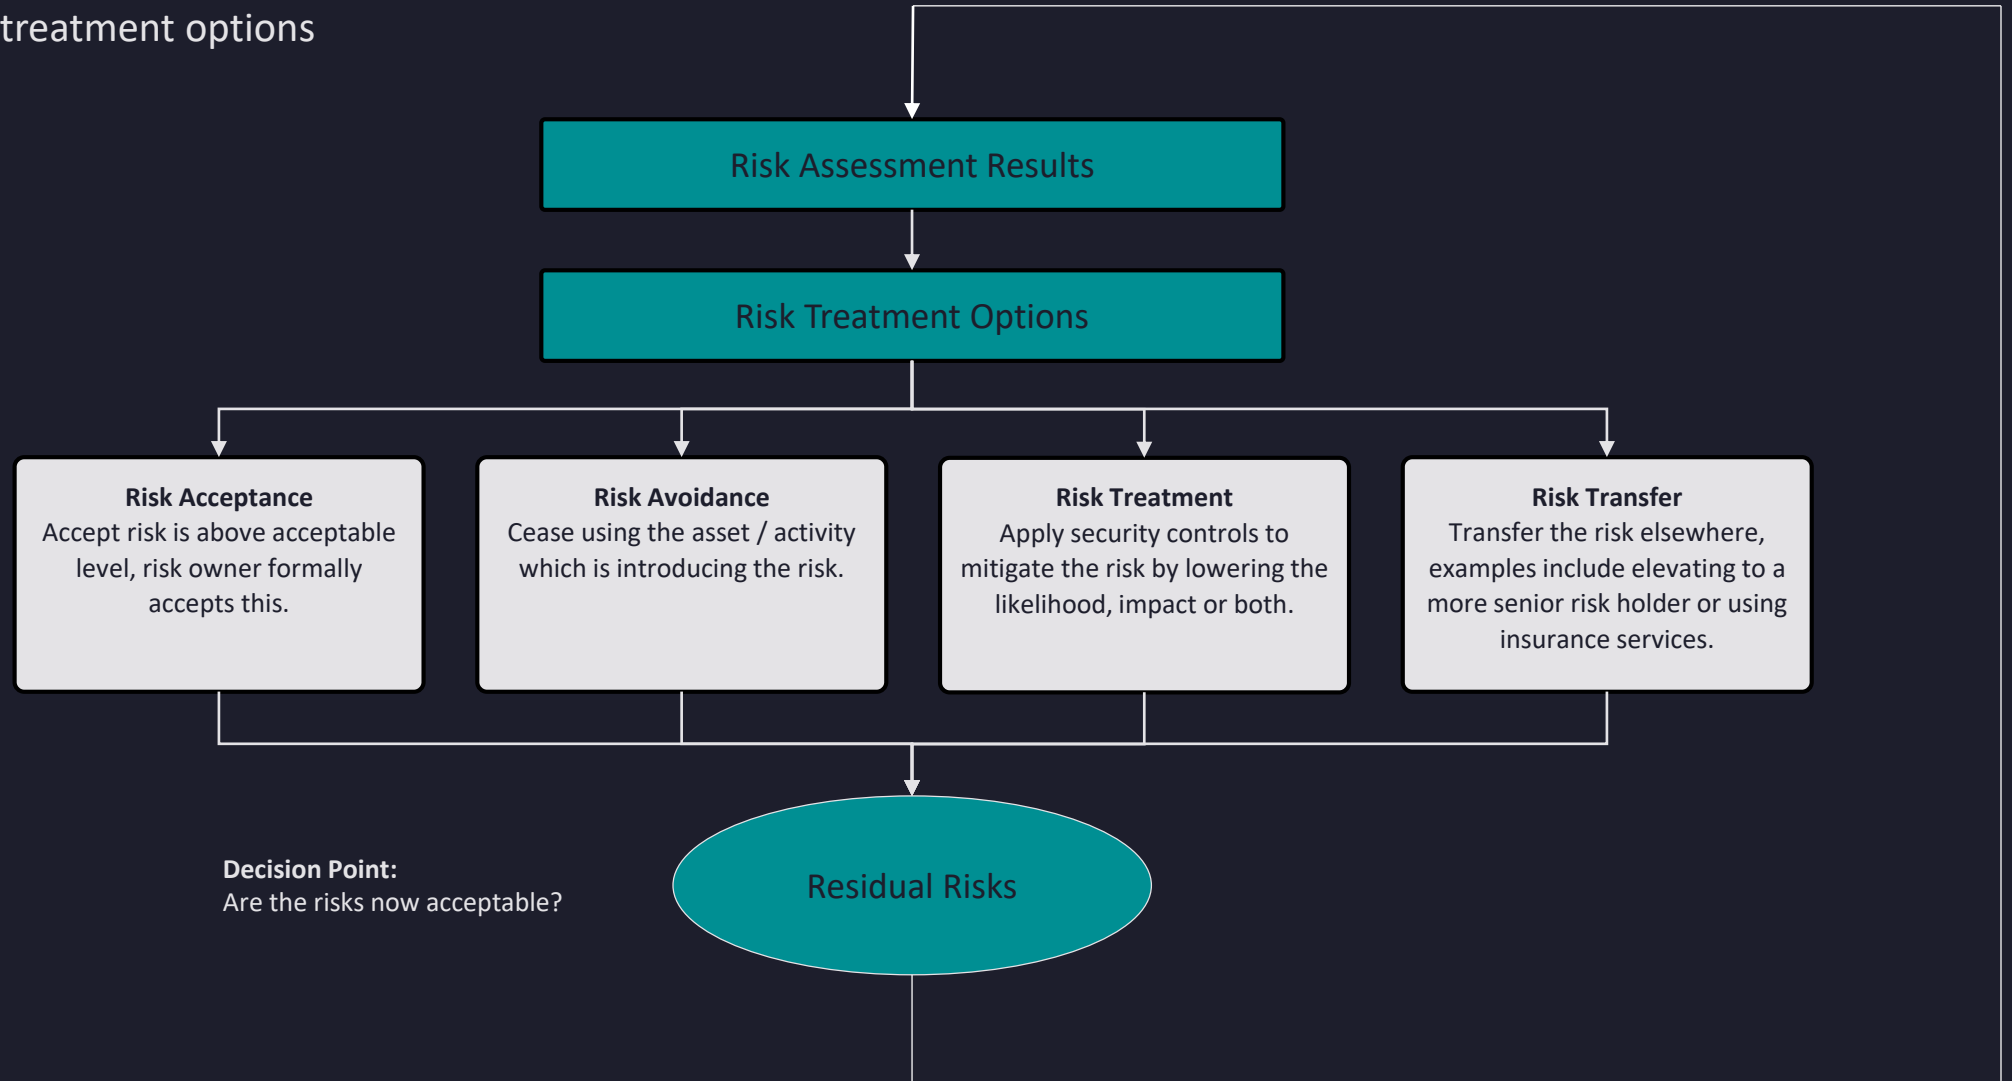 treatment options
Risk Assessment Results
Risk Treatment Options
Risk Acceptance
Accept risk is above acceptable
level, risk owner formally
accepts this.
Risk Avoidance
Cease using the asset / activity
which is introducing the risk.
Risk Treatment
Apply security controls to
mitigate the risk by lowering the
likelihood, impact or both.
Risk Transfer
Transfer the risk elsewhere,
examples include elevating to a
more senior risk holder or using
insurance services.
Decision Point:
Are the risks now acceptable?
Residual Risks